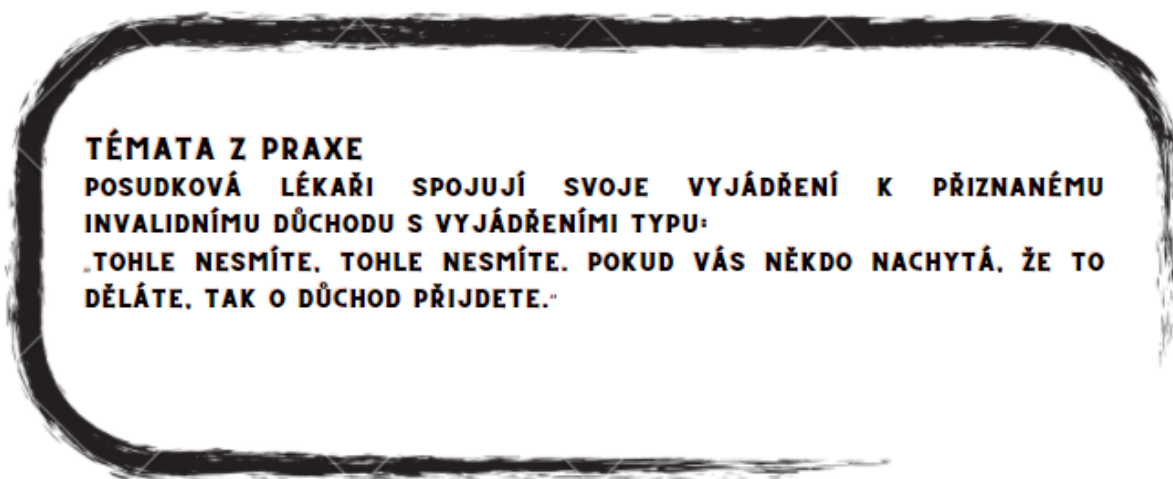 TÉMATA Z PRAXE
POSUDKOVÁ LÉKAŘI SPOJUJÍ SVOJE VYJÁDŘENÍ K PŘIZNANÉMU
INVALIDNÍMU DŮCHODU S VYJÁDŘENÍMI TYPU:
„TOHLE NESMÍTE, TOHLE NESMÍTE. POKUD VÁS NĚKDO NACHYTÁ, ŽE TO
DĚLÁTE, TAK O DŮCHOD PŘIJDETE.“